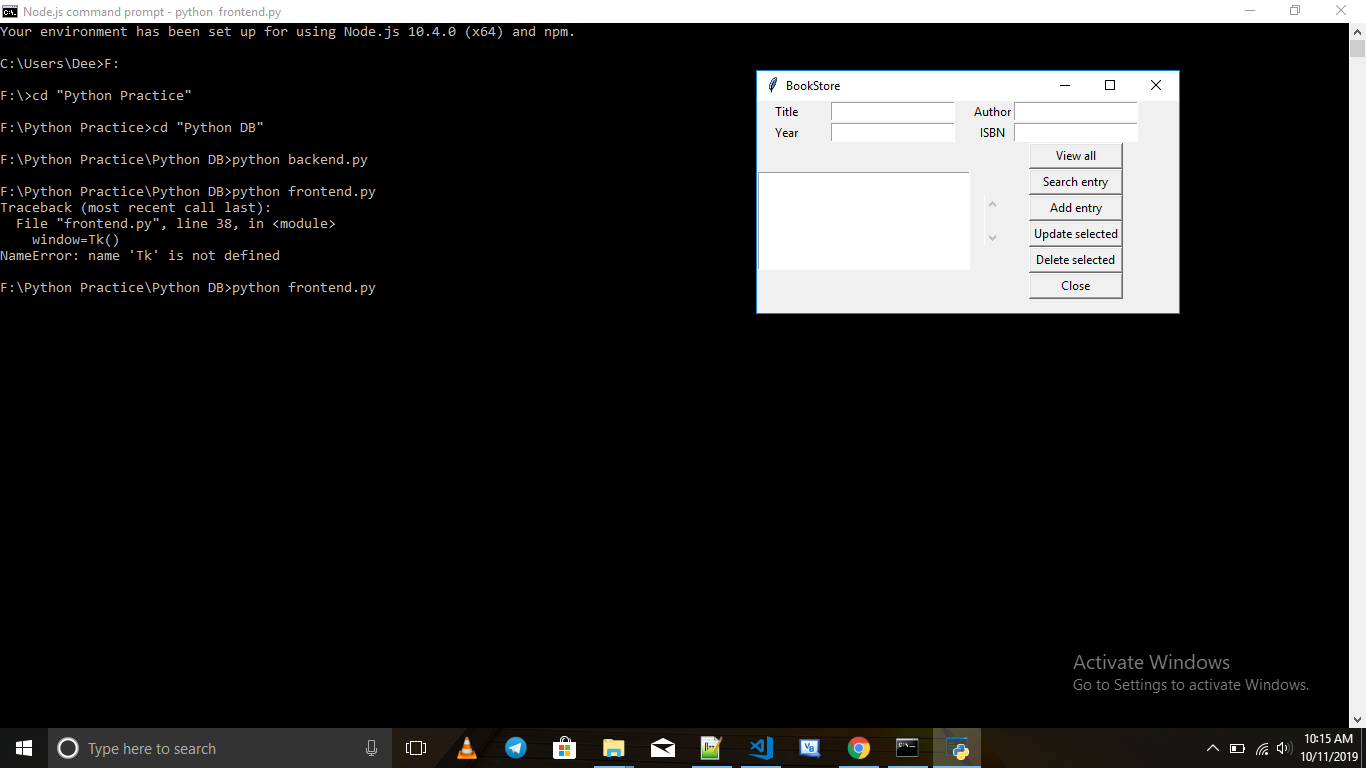 Node.js command prompt - python  frontend.py
Your environment has been set up for using Node.js 10.4.0 (x64) and npm.
C:\Users\Dee>F:
F:\>cd "Python Practice"
F:\Python Practice>cd "Python DB"
F:\Python Practice\Python DB>python backend.py
F:\Python Practice\Python DB>python frontend.py
Traceback (most recent call last):
  File "frontend.py", line 38, in <module>
    window=Tk()
NameError: name 'Tk' is not defined
F:\Python Practice\Python DB>python frontend.py
BookStore
Title Author
Year ISBN
View all
Search entry
Add entry
Update selected
Delete selected
Close
Activate Windows
Go to Settings to activate Windows.
Type here to search
10:15 AM
10/11/2019